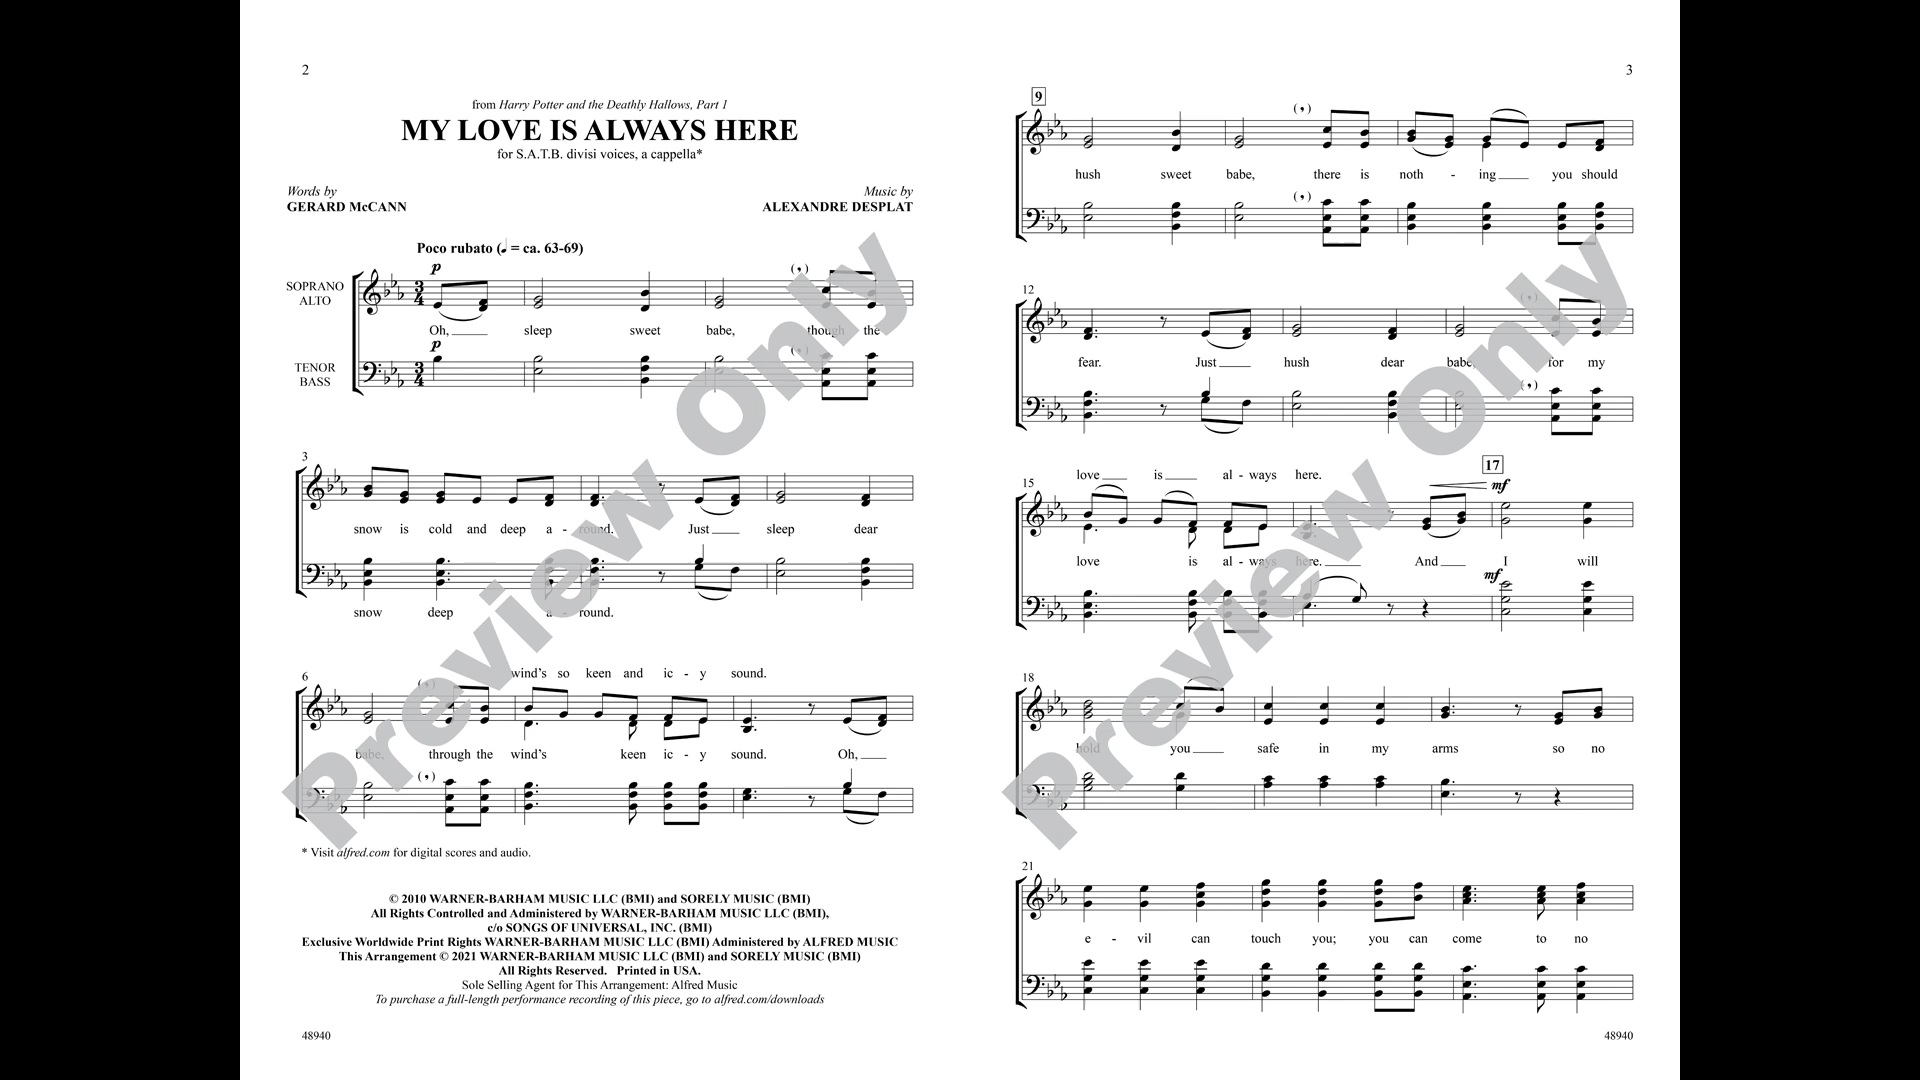 2
from Harry Potter and the Deathly Hallows, Part 1
MY LOVE IS ALWAYS HERE
for S.A.T.B. divisi voices, a cappella*
Words by
GERARD McCANN
Music by
ALEXANDRE DESPLAT
Poco rubato (♩ = ca. 63-69)
p
SOPRANO
ALTO
3
4
Oh, sleep sweet babe, though the
p
TENOR
BASS
3
4
3
snow is cold and deep a - round. Just sleep dear
snow deep a - round.
6
wind's so keen and ic - y sound.
babe, through the wind's keen ic - y sound. Oh,
* Visit alfred.com for digital scores and audio.
© 2010 WARNER-BARHAM MUSIC LLC (BMI) and SORELY MUSIC (BMI)
All Rights Controlled and Administered by WARNER-BARHAM MUSIC LLC (BMI),
c/o SONGS OF UNIVERSAL, INC. (BMI)
Exclusive Worldwide Print Rights WARNER-BARHAM MUSIC LLC (BMI) Administered by ALFRED MUSIC
This Arrangement © 2021 WARNER-BARHAM MUSIC LLC (BMI) and SORELY MUSIC (BMI)
All Rights Reserved. Printed in USA.
Sole Selling Agent for This Arrangement: Alfred Music
To purchase a full-length performance recording of this piece, go to alfred.com/downloads
48940
Preview Only
3
9
hush sweet babe, there is noth - ing you should
12
fear. Just hush dear babe, for my
love is al - ways here.
15
17
mf
love is al - ways here. And I will
mf
18
hold you safe in my arms so no
21
e - vil can touch you; you can come to no
48940
Preview Only